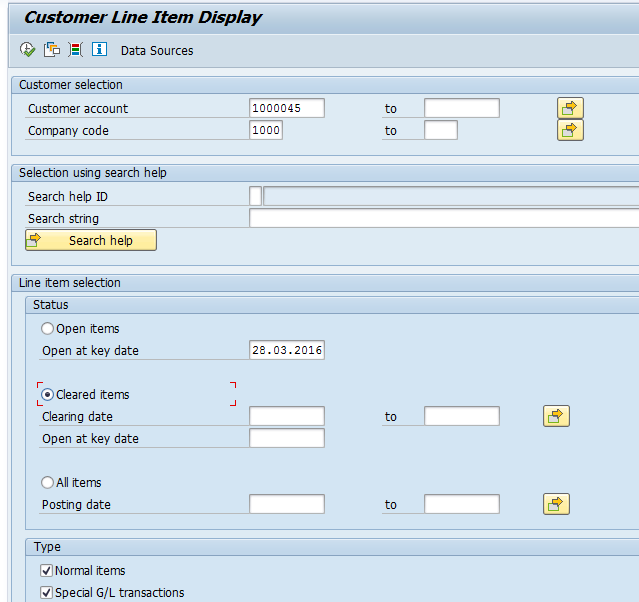 Customer Line Item Display
Data Sources
Customer selection
Customer account 1000045 to
Company code 1000 to
Selection using search help
Search help ID
Search string
Search help
Line item selection
Status
Open items
Open at key date 28.03.2016
Cleared items
Clearing date to
Open at key date
All items
Posting date to
Type
Normal items
Special G/L transactions